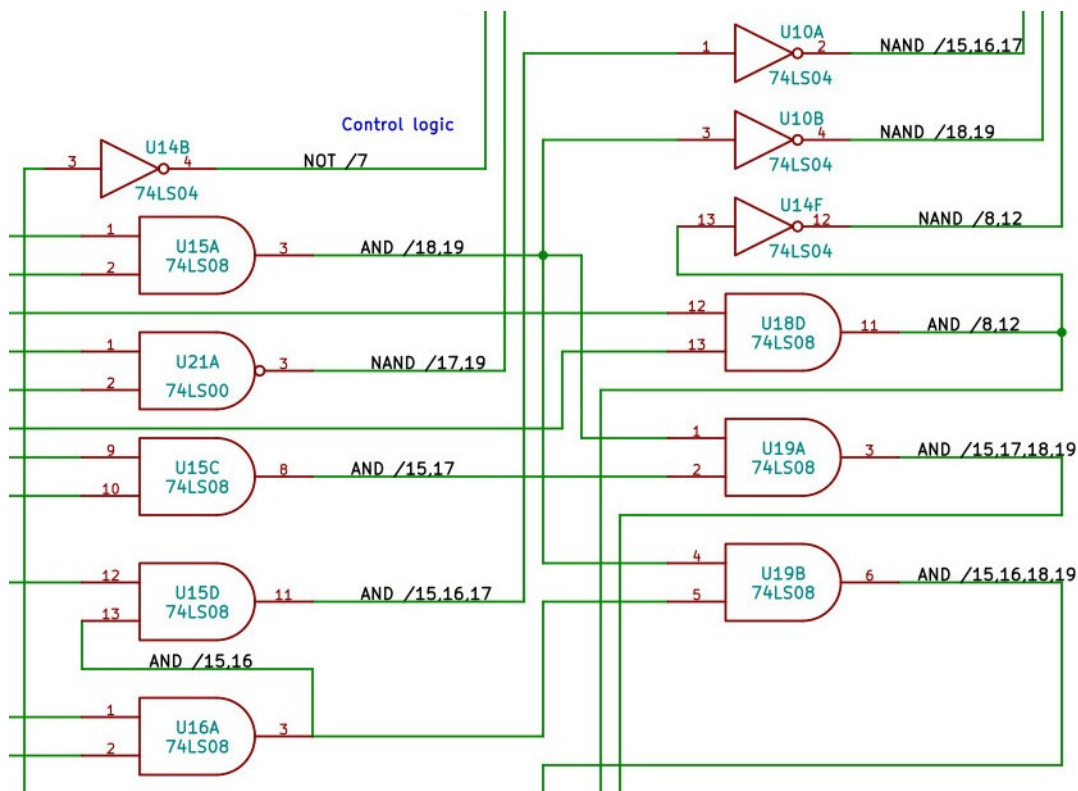 U10A
1
2
NAND /15,16,17
74LS04
Control logic
U10B
3
4
NAND /18,19
74LS04
U14B
3
4
NOT /7
74LS04
U14F
13
12
NAND /8,12
74LS04
1
U15A
74LS08
3
AND /18,19
2
12
U18D
74LS08
11
AND /8,12
13
1
U21A
74LS00
3
NAND /17,19
2
1
U19A
74LS08
3
AND /15,17,18,19
2
9
U15C
74LS08
8
AND /15,17
10
4
U19B
74LS08
6
AND /15,16,18,19
5
12
U15D
74LS08
11
AND /15,16,17
13
AND /15,16
1
U16A
74LS08
3
2